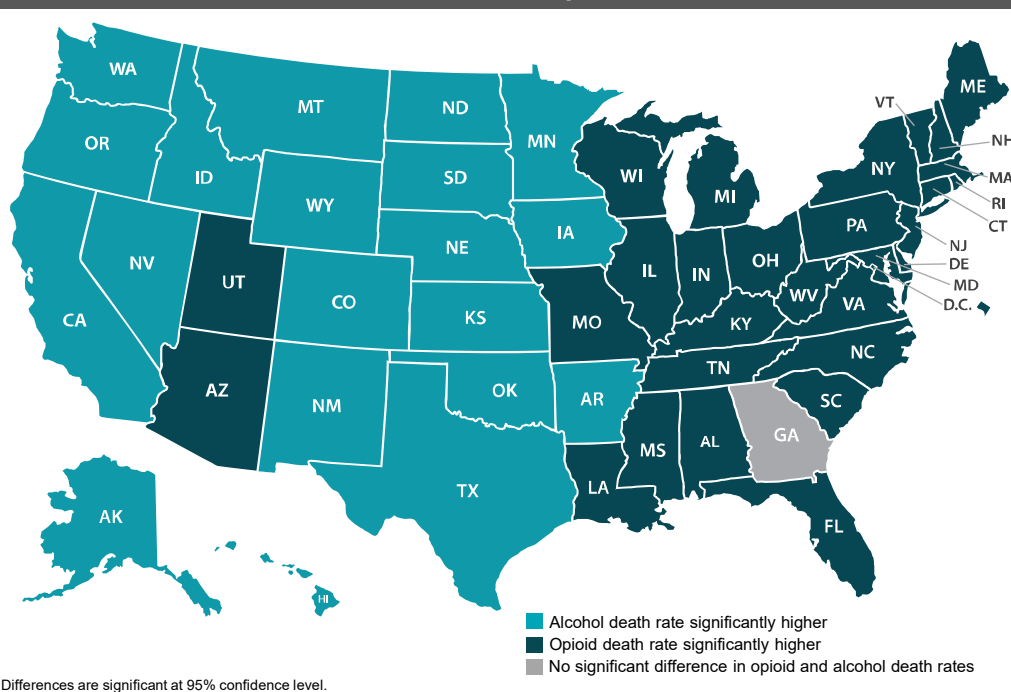 WA
MT
ND
MN
ME
VT
OR
ID
SD
WI
MI
NY
NH
MA
RI
CT
WY
NE
IA
PA
NJ
DE
MD
D.C.
NV
UT
CO
KS
IL
IN
OH
WV
VA
KY
MO
CA
AZ
NM
OK
AR
TN
NC
SC
MS
AL
GA
TX
LA
FL
AK
HI
Alcohol death rate significantly higher
Opioid death rate significantly higher
No significant difference in opioid and alcohol death rates
Differences are significant at 95% confidence level.